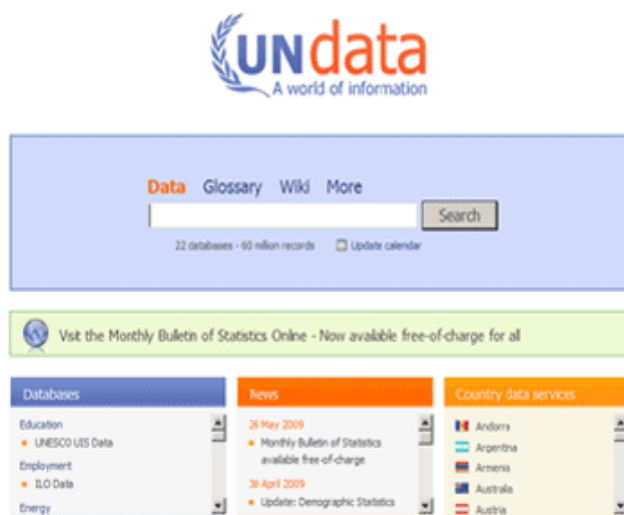 UNdata
A world of information
Data Glossary Wiki More
Search
22 databases - 60 million records Update calendar
Visit the Monthly Bulletin of Statistics Online - Now available free-of-charge for all
Databases
Education
UNESCO UIS Data
Employment
ILO Data
Energy
News
26 May 2009
Monthly Bulletin of Statistics
available free-of-charge
30 April 2009
Update: Demographic Statistics
Country data services
Andorra
Argentina
Armenia
Australia
Austria